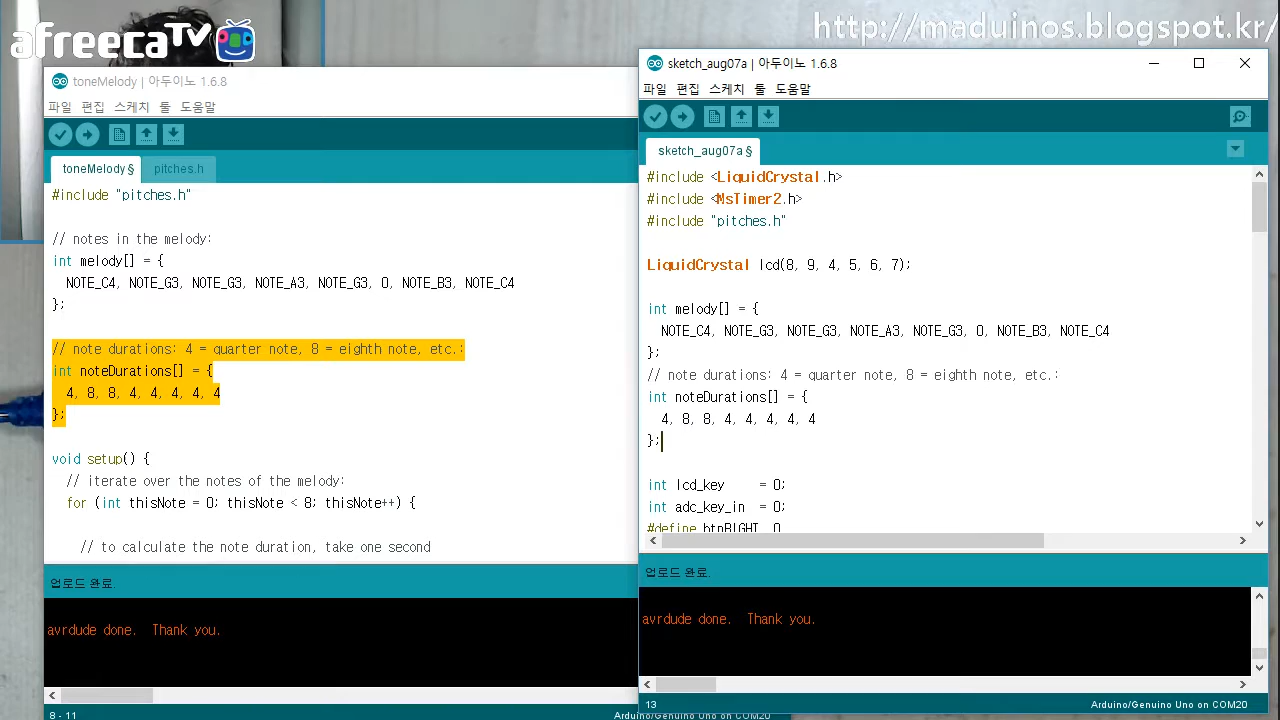 afreecaTV
http://maduinos.blogspot.kr/
toneMelody | 아두이노 1.6.8
파일 편집 스케치 툴 도움말
toneMelody § pitches.h
#include "pitches.h"
// notes in the melody:
int melody[] = {
NOTE_C4, NOTE_G3, NOTE_G3, NOTE_A3, NOTE_G3, 0, NOTE_B3, NOTE_C4
};
// note durations: 4 = quarter note, 8 = eighth note, etc.:
int noteDurations[] = {
4, 8, 8, 4, 4, 4, 4, 4
};
void setup() {
// iterate over the notes of the melody:
for (int thisNote = 0; thisNote < 8; thisNote++) {
// to calculate the note duration, take one second
업로드 완료.
avrdude done. Thank you.
8 - 11
Arduino/Genuino Uno on COM20
sketch_aug07a | 아두이노 1.6.8
파일 편집 스케치 툴 도움말
sketch_aug07a §
#include <LiquidCrystal.h>
#include <MsTimer2.h>
#include "pitches.h"
LiquidCrystal lcd(8, 9, 4, 5, 6, 7);
int melody[] = {
NOTE_C4, NOTE_G3, NOTE_G3, NOTE_A3, NOTE_G3, 0, NOTE_B3, NOTE_C4
};
// note durations: 4 = quarter note, 8 = eighth note, etc.:
int noteDurations[] = {
4, 8, 8, 4, 4, 4, 4, 4
};
int lcd_key = 0;
int adc_key_in = 0;
#define btnRIGHT 0
업로드 완료.
avrdude done. Thank you.
13
Arduino/Genuino Uno on COM20